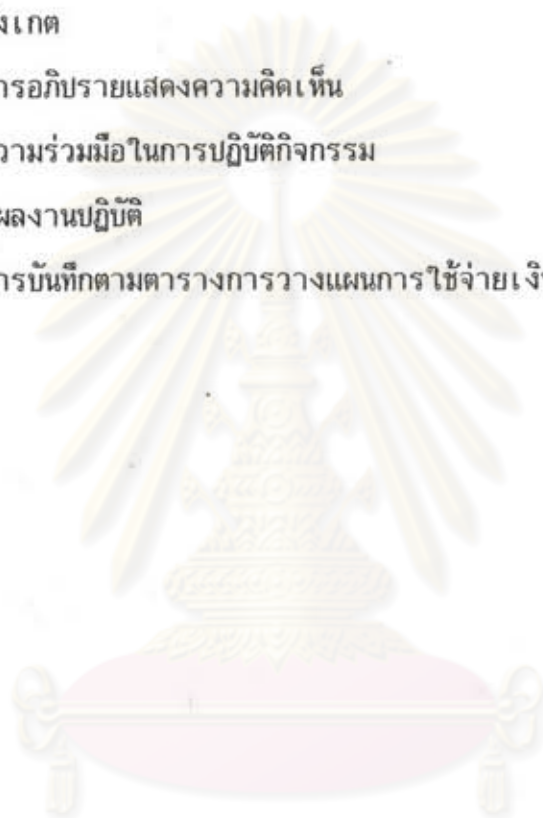 งเกต
ารอภิปรายแสดงความคิดเห็น
วามร่วมมือในการปฏิบัติกิจกรรม
ผลงานปฏิบัติ
ารบันทึกตามตารางการวางแผนการใช้จ่ายเงิ